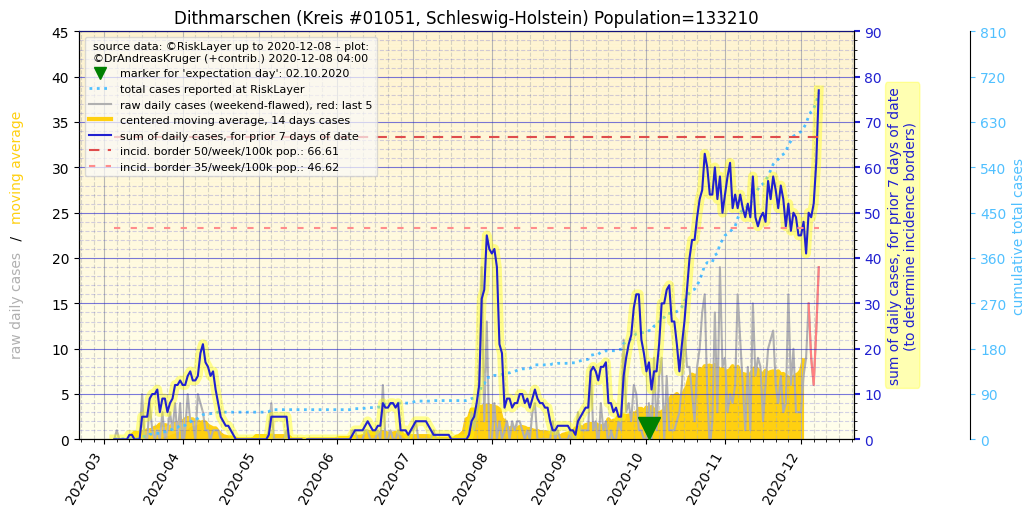 Dithmarschen (Kreis #01051, Schleswig-Holstein) Population=133210
source data: ©RiskLayer up to 2020-12-08 – plot:
©DrAndreasKruger (+contrib.) 2020-12-08 04:00
marker for 'expectation day': 02.10.2020
total cases reported at RiskLayer
raw daily cases (weekend-flawed), red: last 5
centered moving average, 14 days cases
sum of daily cases, for prior 7 days of date
incid. border 50/week/100k pop.: 66.61
incid. border 35/week/100k pop.: 46.62
raw daily cases / moving average
45
40
35
30
25
20
15
10
5
0
2020-03
2020-04
2020-05
2020-06
2020-07
2020-08
2020-09
2020-10
2020-11
2020-12
90
80
70
60
50
40
30
20
10
0
sum of daily cases, for prior 7 days of date
(to determine incidence borders)
810
720
630
540
450
360
270
180
90
0
cumulative total cases